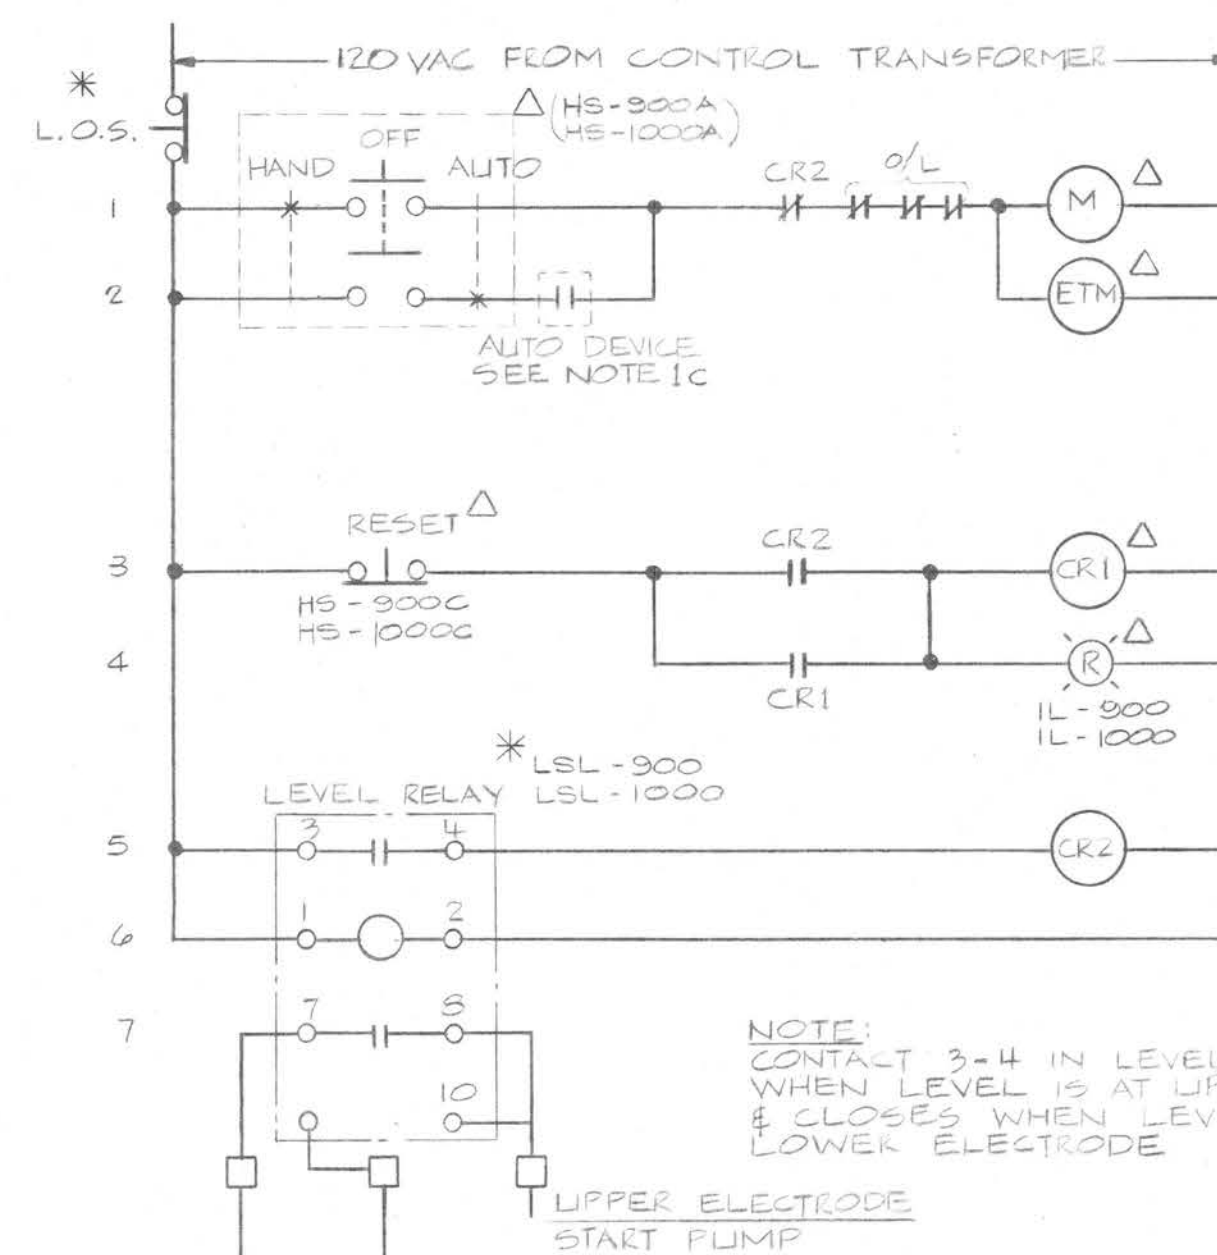 120 VAC FROM CONTROL TRANSFORMER
*
L.O.S.
(HS-900A
HS-1000A)
OFF
HAND
AUTO
CR2
O/L
1
M
2
ETM
AUTO DEVICE
SEE NOTE 1C
RESET
CR2
3
CR1
HS-900C
HS-1000C
4
R
CR1
IL-900
IL-1000
* LSL-900
LEVEL RELAY LSL-1000
3 4
5
CR2
1 2
6
7 8
7
NOTE:
CONTACT 3-4 IN LEVEL
WHEN LEVEL IS AT UP
& CLOSES WHEN LEV
LOWER ELECTRODE
10
UPPER ELECTRODE
START PUMP